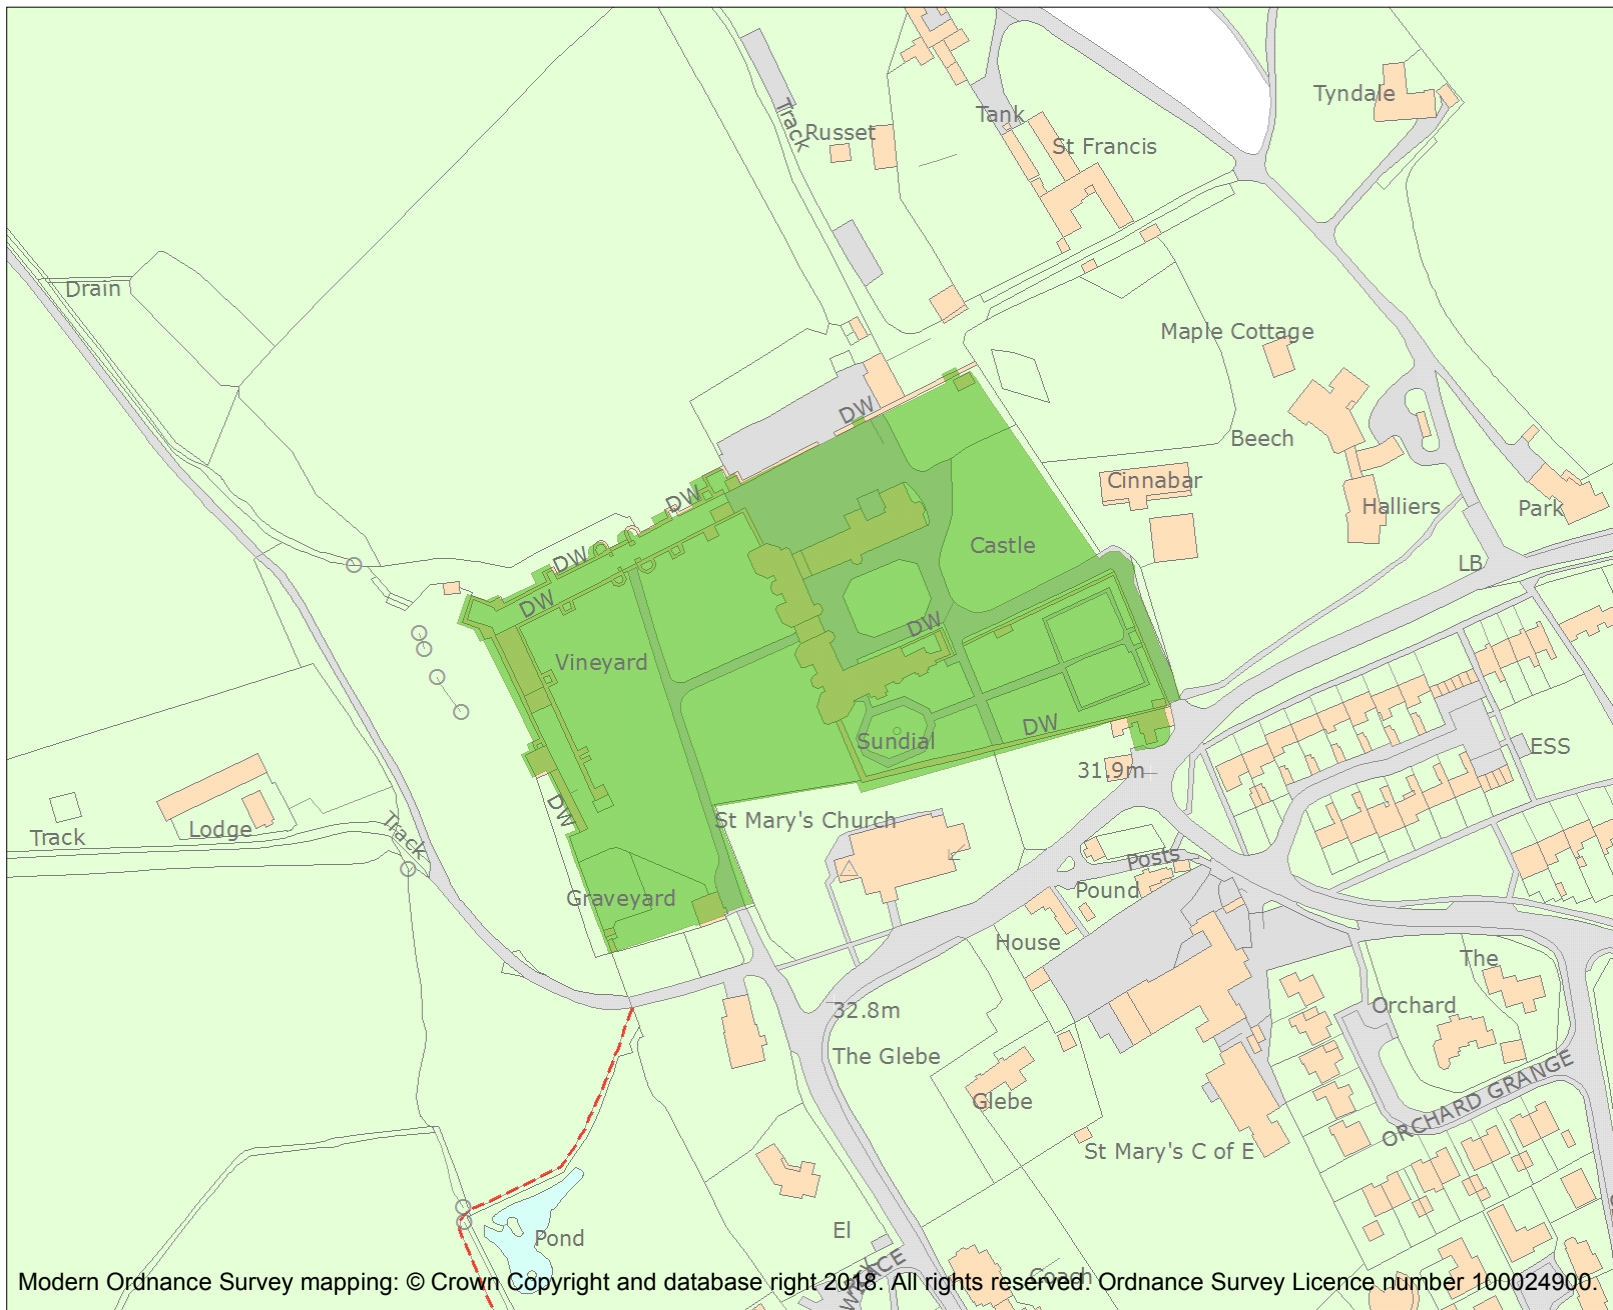 Tyndale
Track
Tank
Russet
St Francis
Drain
Maple Cottage
DW
Beech
Cinnabar
DW
Halliers
Park
Castle
DW
LB
DW
DW
Vineyard
DW
Sundial
ESS
31.9m
DW
St Mary's Church
Track
Lodge
Track
Posts
Pound
Graveyard
House
The
32.8m
Orchard
The Glebe
Glebe
ORCHARD GRANGE
St Mary's C of E
El
Pond
Coach
Modern Ordnance Survey mapping: © Crown Copyright and database right 2018. All rights reserved. Ordnance Survey Licence number 100024900.